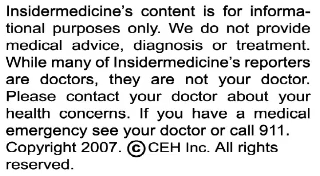 Insidermedicine's content is for informa-
tional purposes only. We do not provide
medical advice, diagnosis or treatment.
While many of Insidermedicine's reporters
are doctors, they are not your doctor.
Please contact your doctor about your
health concerns. If you have a medical
emergency see your doctor or call 911.
Copyright 2007. ©CEH Inc. All rights
reserved.